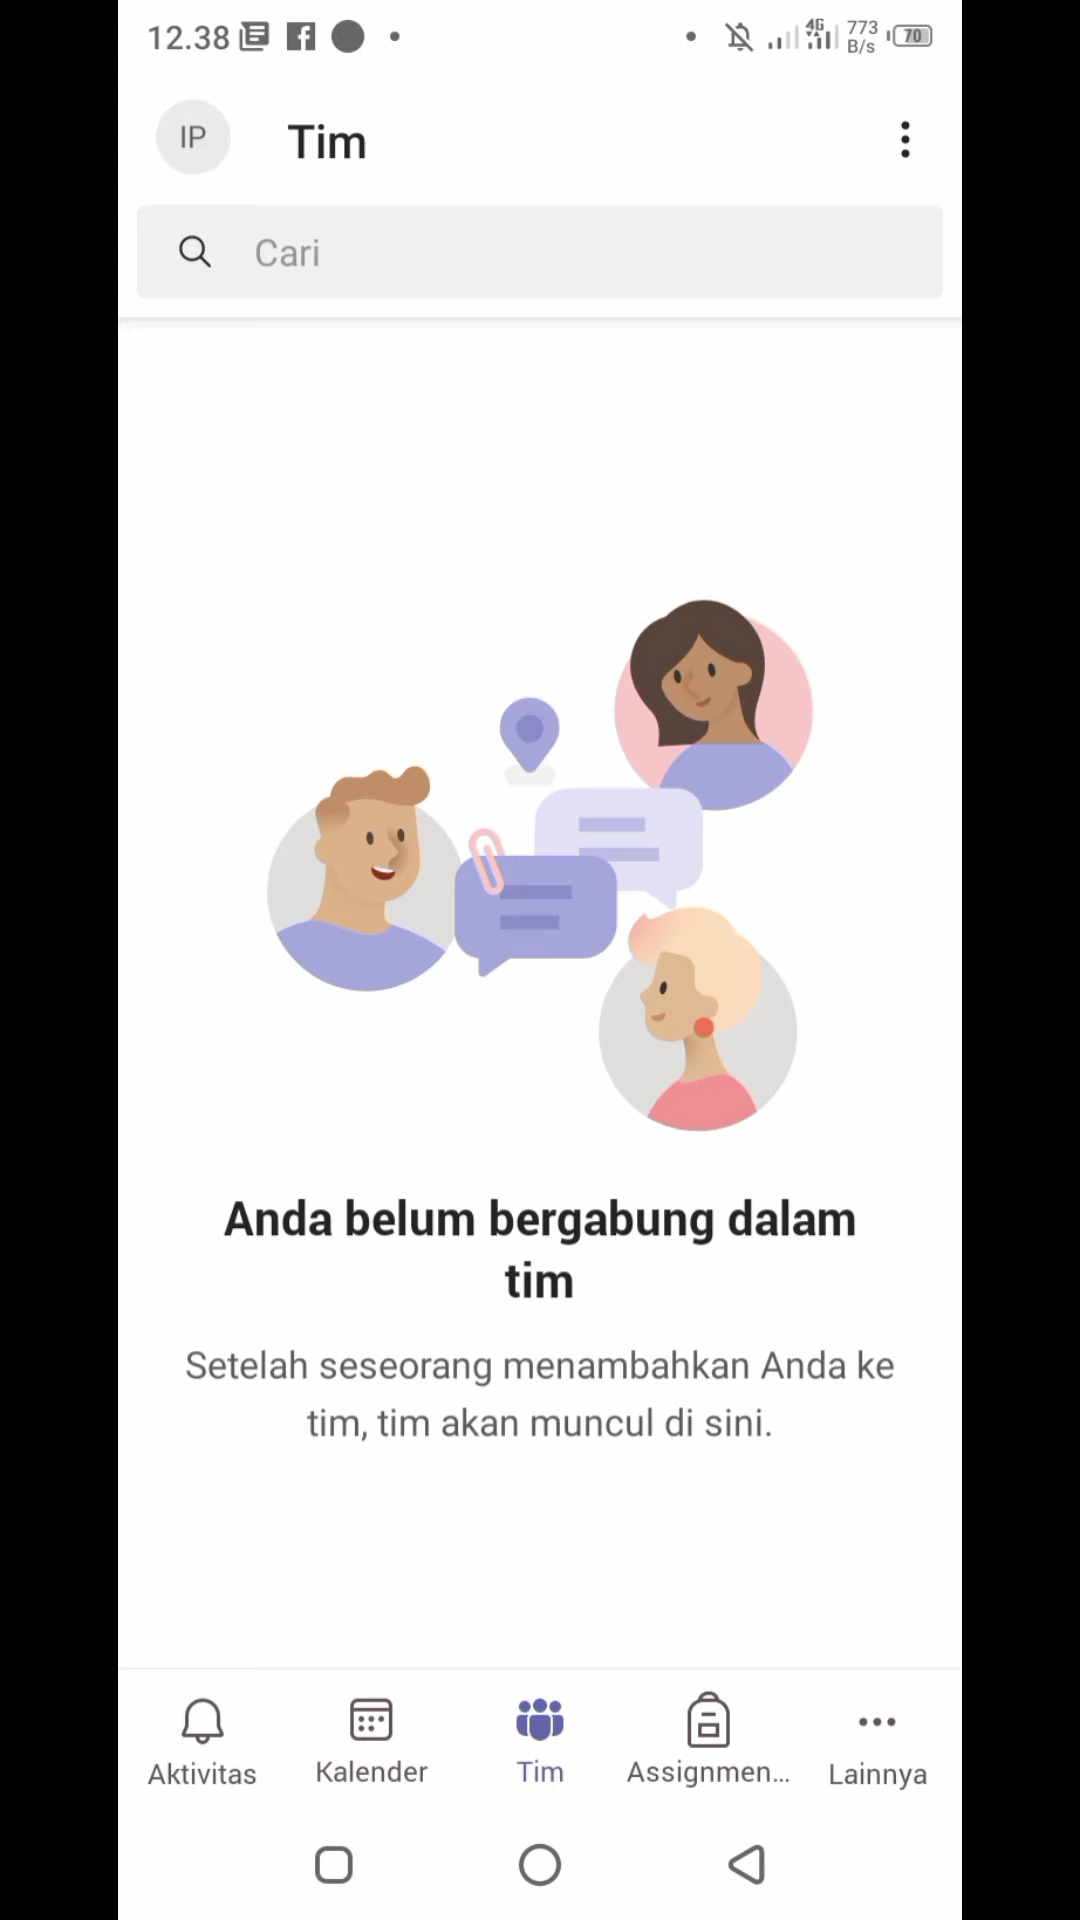 12.38 4G 773 B/s 70
IP Tim
Cari
Anda belum bergabung dalam
tim
Setelah seseorang menambahkan Anda ke
tim, tim akan muncul di sini.
Aktivitas Kalender Tim Assignmen... Lainnya